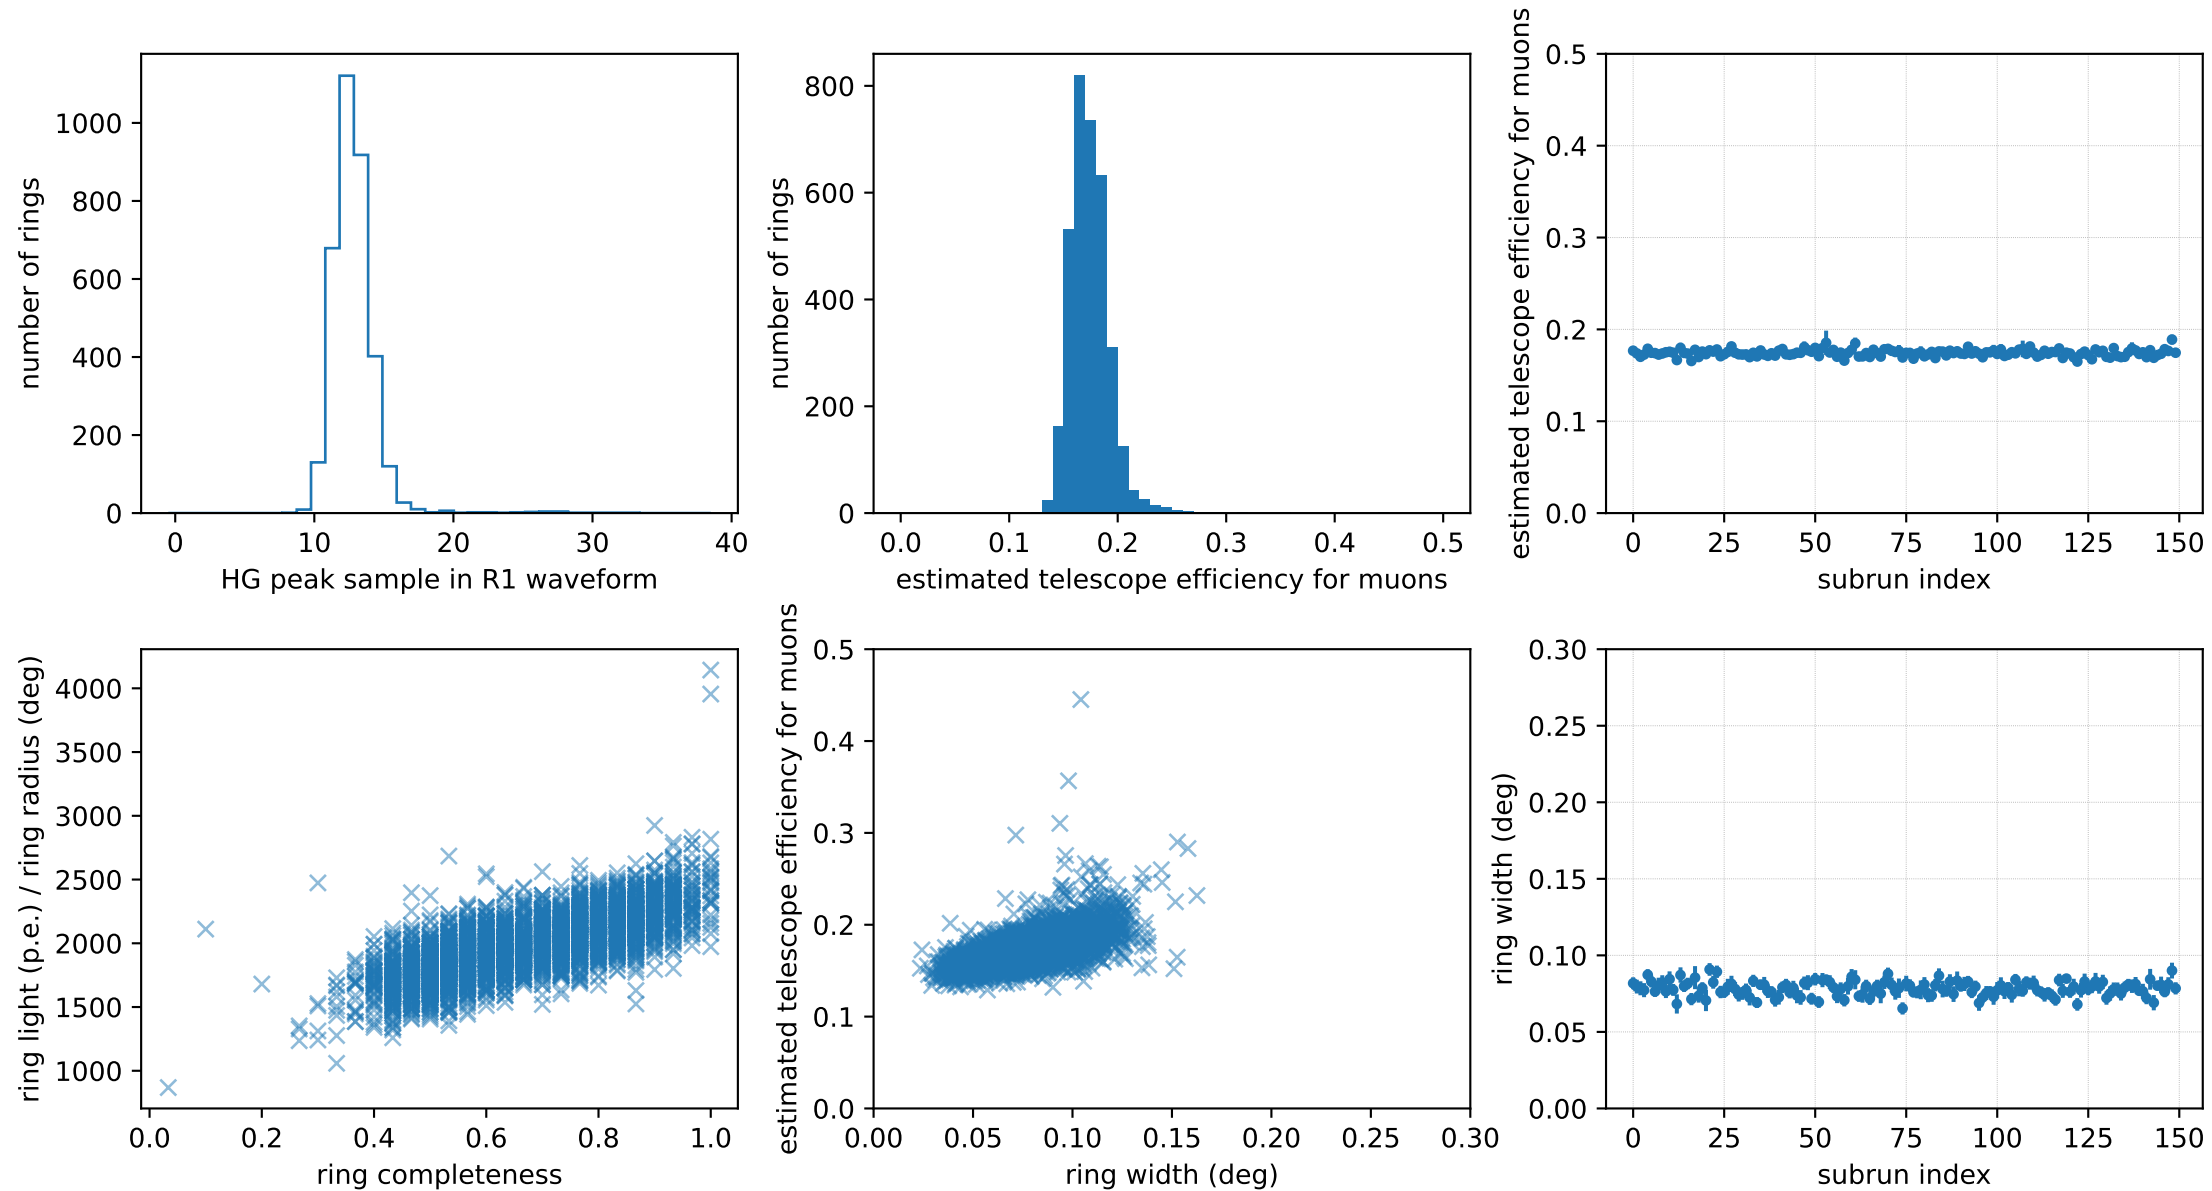 number of rings
1000
800
600
400
200
0
0 10 20 30 40
HG peak sample in R1 waveform
number of rings
800
600
400
200
0
0.0 0.1 0.2 0.3 0.4 0.5
estimated telescope efficiency for muons
estimated telescope efficiency for muons
0.5
0.4
0.3
0.2
0.1
0.0
0 25 50 75 100 125 150
subrun index
ring light (p.e.) / ring radius (deg)
4000
3500
3000
2500
2000
1500
1000
0.0 0.2 0.4 0.6 0.8 1.0
ring completeness
estimated telescope efficiency for muons
0.5
0.4
0.3
0.2
0.1
0.0
0.00 0.05 0.10 0.15 0.20 0.25 0.30
ring width (deg)
ring width (deg)
0.30
0.25
0.20
0.15
0.10
0.05
0.00
0 25 50 75 100 125 150
subrun index